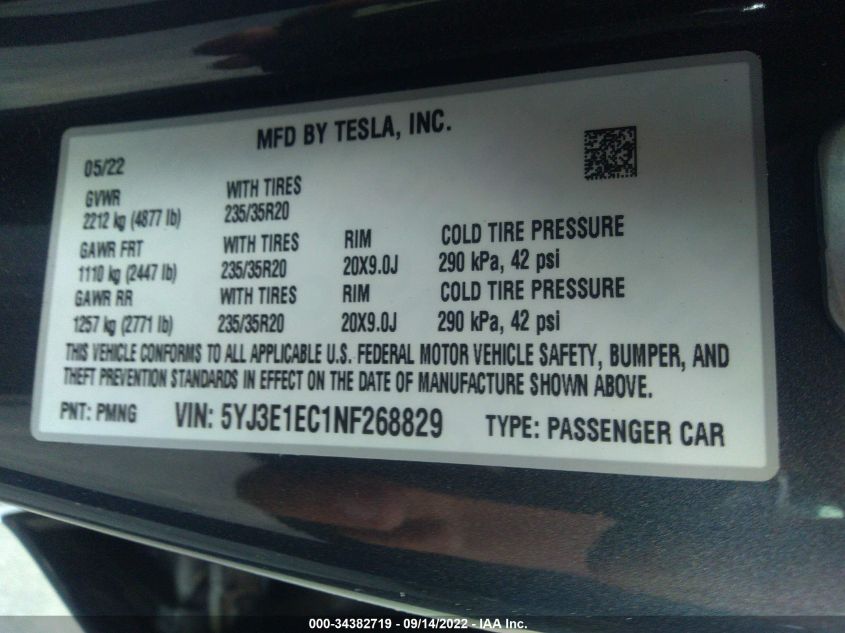 MFD BY TESLA, INC.
05/22
GVWR WITH TIRES
2212 kg (4877 lb) 235/35R20
GAWR FRT WITH TIRES RIM COLD TIRE PRESSURE
1110 kg (2447 lb) 235/35R20 20X9.0J 290 kPa, 42 psi
GAWR RR WITH TIRES RIM COLD TIRE PRESSURE
1257 kg (2771 lb) 235/35R20 20X9.0J 290 kPa, 42 psi
THIS VEHICLE CONFORMS TO ALL APPLICABLE U.S. FEDERAL MOTOR VEHICLE SAFETY, BUMPER, AND
THEFT PREVENTION STANDARDS IN EFFECT ON THE DATE OF MANUFACTURE SHOWN ABOVE.
PNT: PMNG VIN: 5YJ3E1EC1NF268829 TYPE: PASSENGER CAR
000-34382719 - 09/14/2022 - IAA Inc.